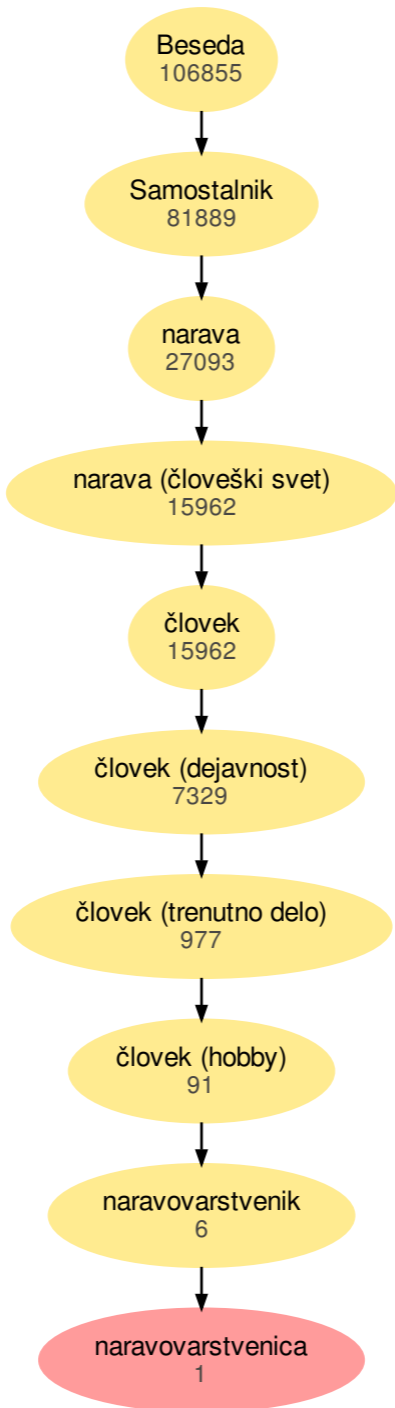 Beseda
106855
Samostalnik
81889
narava
27093
narava (človeški svet)
15962
človek
15962
človek (dejavnost)
7329
človek (trenutno delo)
977
človek (hobby)
91
naravovarstvenik
6
naravovarstvenica
1